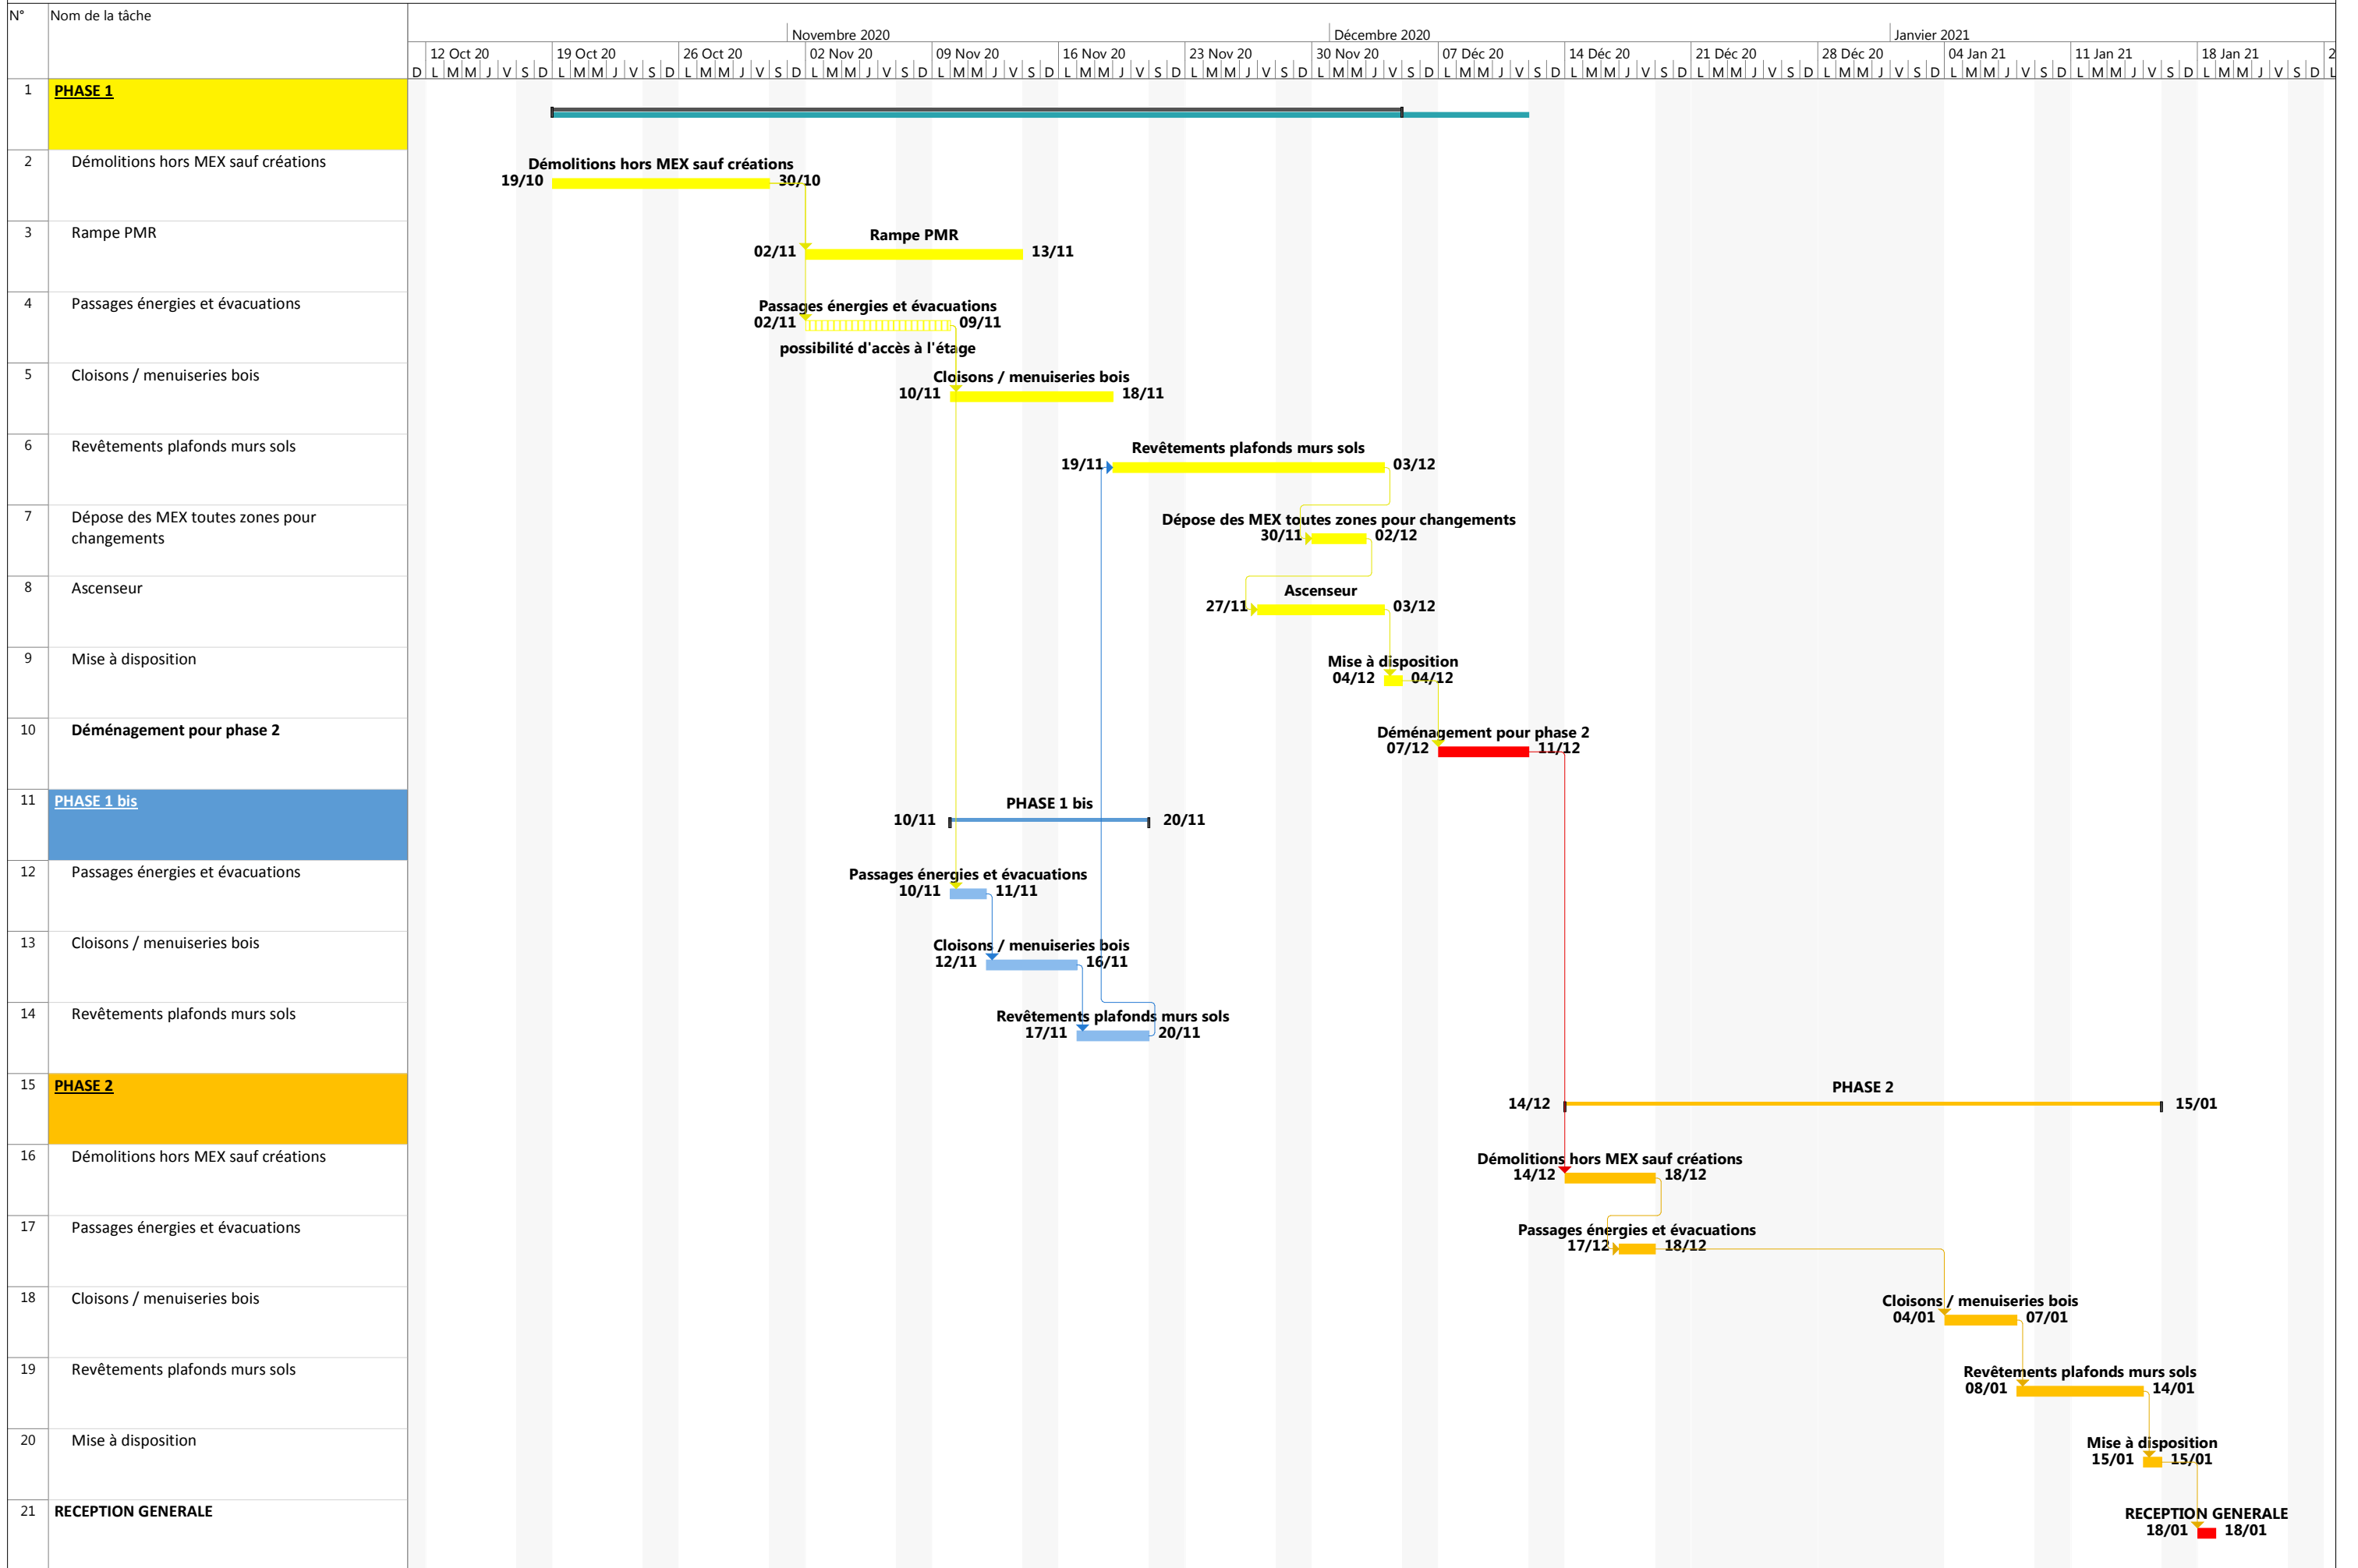 N° Nom de la tâche
Novembre 2020 Décembre 2020 Janvier 2021
12 Oct 20 19 Oct 20 26 Oct 20 02 Nov 20 09 Nov 20 16 Nov 20 23 Nov 20 30 Nov 20 07 Déc 20 14 Déc 20 21 Déc 20 28 Déc 20 04 Jan 21 11 Jan 21 18 Jan 21 2
D L M M J V S D L M M J V S D L M M J V S D L M M J V S D L M M J V S D L M M J V S D L M M J V S D L M M J V S D L M M J V S D L M M J V S D L M M J V S D L M M J V S D L M M J V S D L M M J V S D L M M J V S D L
1 PHASE 1
2 Démolitions hors MEX sauf créations
Démolitions hors MEX sauf créations
19/10 30/10
3 Rampe PMR
Rampe PMR
02/11 13/11
4 Passages énergies et évacuations
Passages énergies et évacuations
02/11 09/11
possibilité d'accès à l'étage
5 Cloisons / menuiseries bois
Cloisons / menuiseries bois
10/11 18/11
6 Revêtements plafonds murs sols
Revêtements plafonds murs sols
19/11 03/12
7 Dépose des MEX toutes zones pour
changements
Dépose des MEX toutes zones pour changements
30/11 02/12
8 Ascenseur
Ascenseur
27/11 03/12
9 Mise à disposition
Mise à disposition
04/12 04/12
10 Déménagement pour phase 2
Déménagement pour phase 2
07/12 11/12
11 PHASE 1 bis
PHASE 1 bis
10/11 20/11
12 Passages énergies et évacuations
Passages énergies et évacuations
10/11 11/11
13 Cloisons / menuiseries bois
Cloisons / menuiseries bois
12/11 16/11
14 Revêtements plafonds murs sols
Revêtements plafonds murs sols
17/11 20/11
15 PHASE 2
PHASE 2
14/12 15/01
16 Démolitions hors MEX sauf créations
Démolitions hors MEX sauf créations
14/12 18/12
17 Passages énergies et évacuations
Passages énergies et évacuations
17/12 18/12
18 Cloisons / menuiseries bois
Cloisons / menuiseries bois
04/01 07/01
19 Revêtements plafonds murs sols
Revêtements plafonds murs sols
08/01 14/01
20 Mise à disposition
Mise à disposition
15/01 15/01
21 RECEPTION GENERALE
RECEPTION GENERALE
18/01 18/01